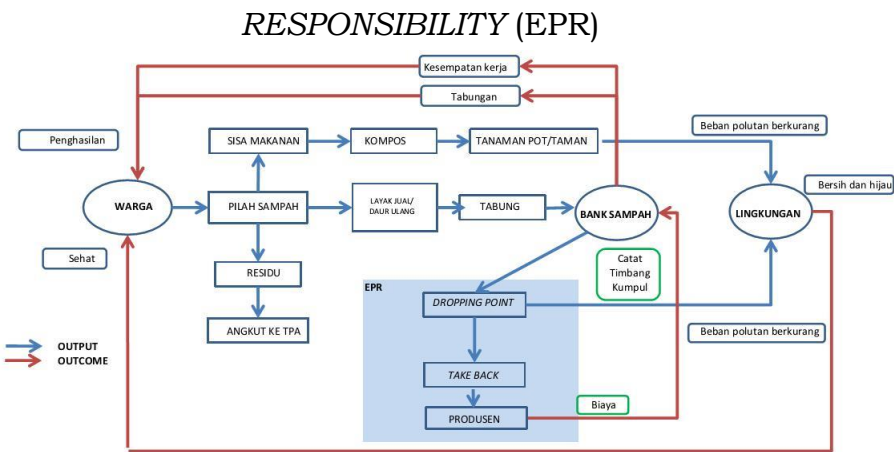 RESPONSIBILITY (EPR)
Kesempatan kerja
Tabungan
Penghasilan
Beban polutan berkurang
SISA MAKANAN
KOMPOS
TANAMAN POT/TAMAN
Bersih dan hijau
WARGA
PILAH SAMPAH
LAYAK JUAL/
DAUR ULANG
TABUNG
BANK SAMPAH
LINGKUNGAN
Sehat
RESIDU
Catat
Timbang
Kumpul
EPR
DROPPING POINT
ANGKUT KE TPA
Beban polutan berkurang
OUTPUT
OUTCOME
TAKE BACK
Biaya
PRODUSEN